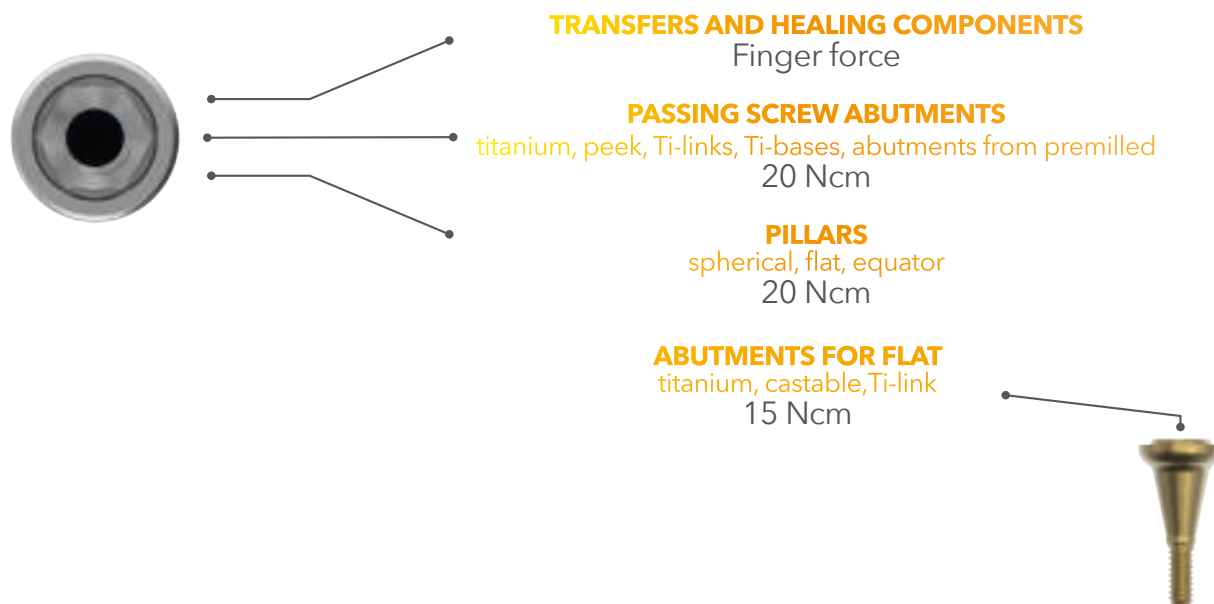 TRANSFERS AND HEALING COMPONENTS
Finger force
PASSING SCREW ABUTMENTS
titanium, peek, Ti-links, Ti-bases, abutments from premilled
20 Ncm
PILLARS
spherical, flat, equator
20 Ncm
ABUTMENTS FOR FLAT
titanium, castable,Ti-link
15 Ncm